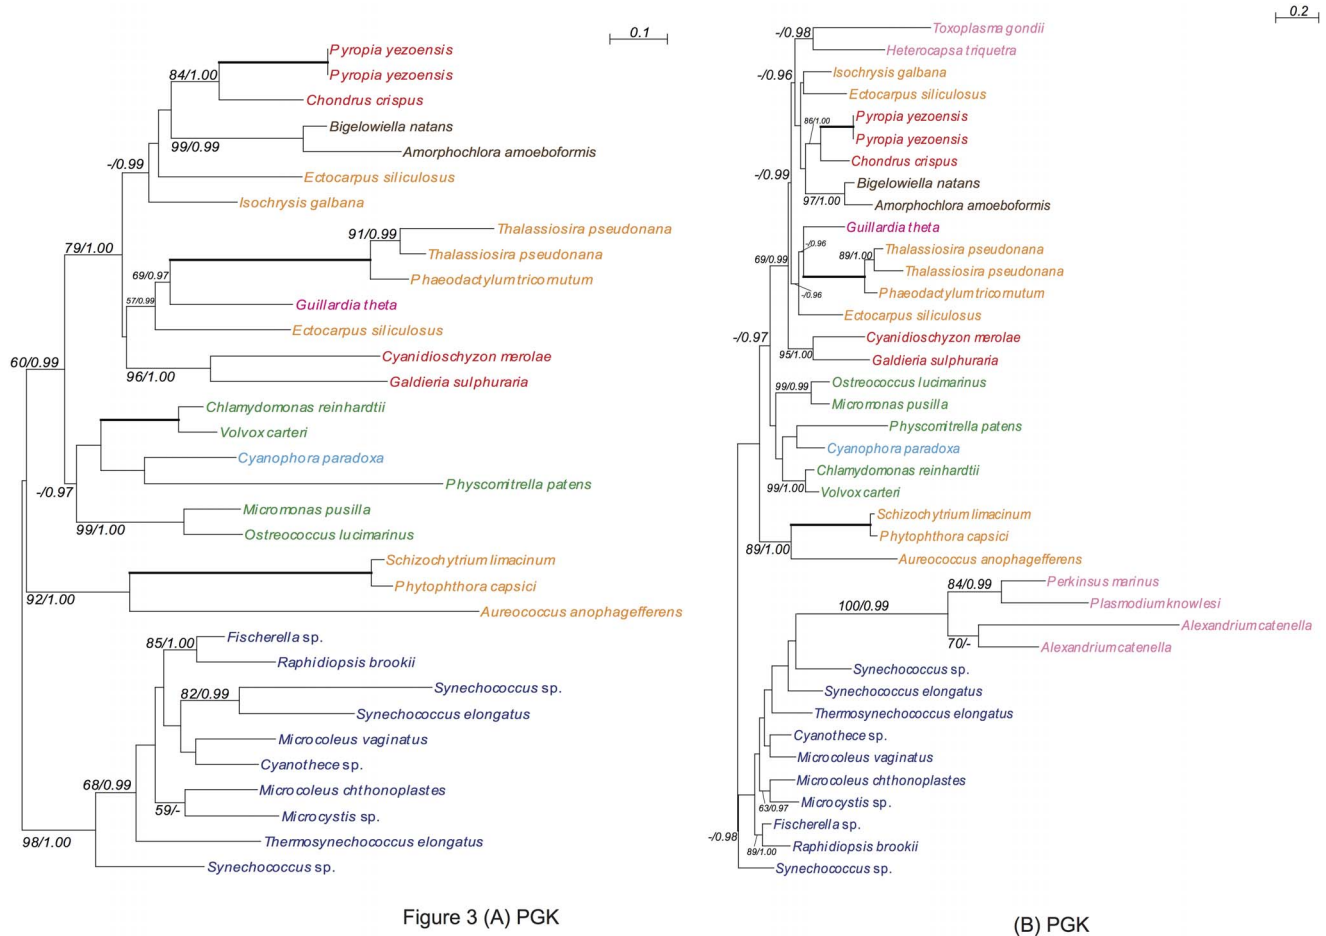 0.1
Pyropia yezoensis
Pyropia yezoensis
84/1.00
Chondrus crispus
Bigelowiella natans
99/0.99
Amorphochlora amoeboformis
-/0.99
Ectocarpus siliculosus
Isochrysis galbana
Thalassiosira pseudonana
91/0.99
79/1.00
Thalassiosira pseudonana
69/0.97
Phaeodactylum tricornutum
57/0.99
Guillardia theta
Ectocarpus siliculosus
60/0.99
Cyanidioschyzon merolae
96/1.00
Galdieria sulphuraria
Chlamydomonas reinhardtii
Volvox carteri
Cyanophora paradoxa
-/0.97
Physcomitrella patens
Micromonas pusilla
99/1.00
Ostreococcus lucimarinus
Schizochytrium limacinum
Phytophthora capsici
92/1.00
Aureococcus anophagefferens
Fischerella sp.
85/1.00
Raphidiopsis brookii
82/0.99
Synechococcus sp.
Synechococcus elongatus
Microcoleus vaginatus
Cyanothece sp.
68/0.99
Microcoleus chthonoplastes
59/-
Microcystis sp.
98/1.00
Thermosynechococcus elongatus
Synechococcus sp.
Figure 3 (A) PGK
0.2
Toxoplasma gondii
-/0.98
Heterocapsa triquetra
-/0.96
Isochrysis galbana
Ectocarpus siliculosus
Pyropia yezoensis
86/1.00
Pyropia yezoensis
Chondrus crispus
-/0.99
Bigelowiella natans
97/1.00
Amorphochlora amoeboformis
Guillardia theta
-/0.96
Thalassiosira pseudonana
89/1.00
69/0.99
Thalassiosira pseudonana
-/0.96
Phaeodactylum tricornutum
Ectocarpus siliculosus
-/0.97
Cyanidioschyzon merolae
95/1.00
Galdieria sulphuraria
Ostreococcus lucimarinus
99/0.99
Micromonas pusilla
Physcomitrella patens
Cyanophora paradoxa
Chlamydomonas reinhardtii
99/1.00
Volvox carteri
Schizochytrium limacinum
Phytophthora capsici
89/1.00
Aureococcus anophagefferens
84/0.99
Perkinsus marinus
100/0.99
Plasmodium knowlesi
Alexandrium catenella
70/-
Alexandrium catenella
Synechococcus sp.
Synechococcus elongatus
Thermosynechococcus elongatus
Cyanothece sp.
Microcoleus vaginatus
Microcoleus chthonoplastes
63/0.97
Microcystis sp.
Fischerella sp.
-/0.98
89/1.00
Raphidiopsis brookii
Synechococcus sp.
(B) PGK